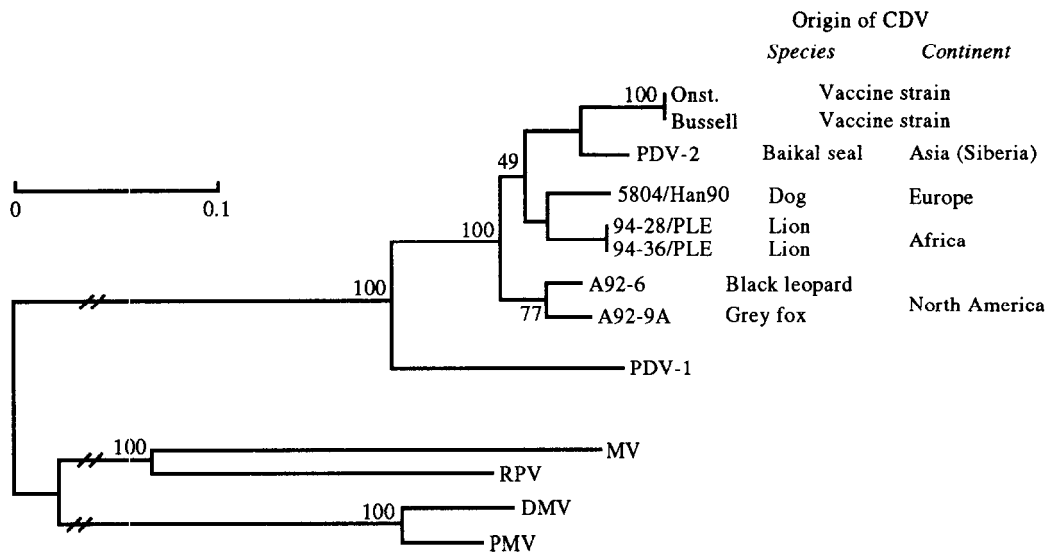 Origin of CDV
Species Continent
100 Onst. Vaccine strain
Bussell Vaccine strain
PDV-2 Baikal seal Asia (Siberia)
49
0 0.1
5804/Han90 Dog Europe
94-28/PLE Lion
100
94-36/PLE Lion
Africa
100
A92-6 Black leopard
North America
77 A92-9A Grey fox
PDV-1
100 MV
RPV
100 DMV
PMV